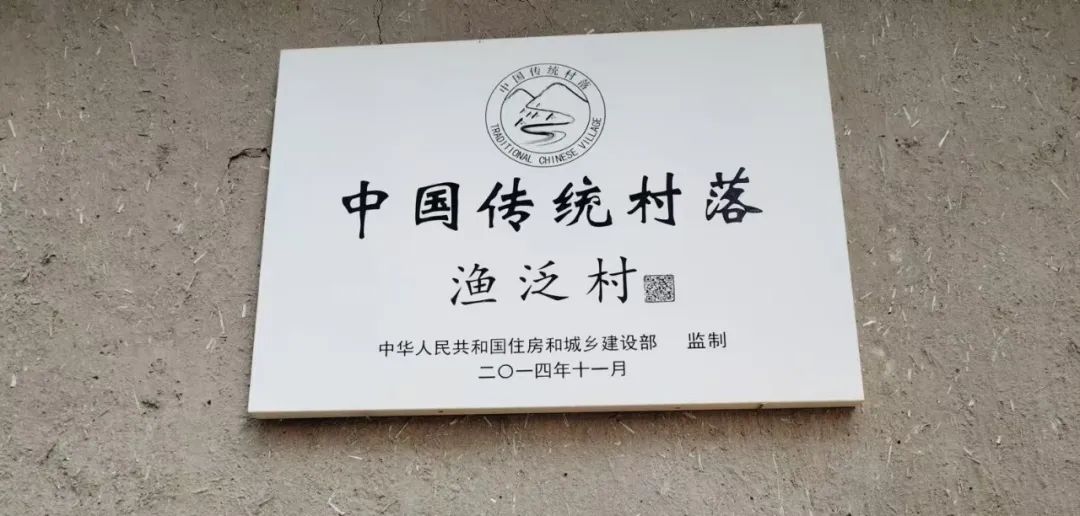 中国传统村落
TRADITIONAL CHINESE VILLAGE
中国传统村落
渔泛村
中华人民共和国住房和城乡建设部 监制
二〇一四年十一月